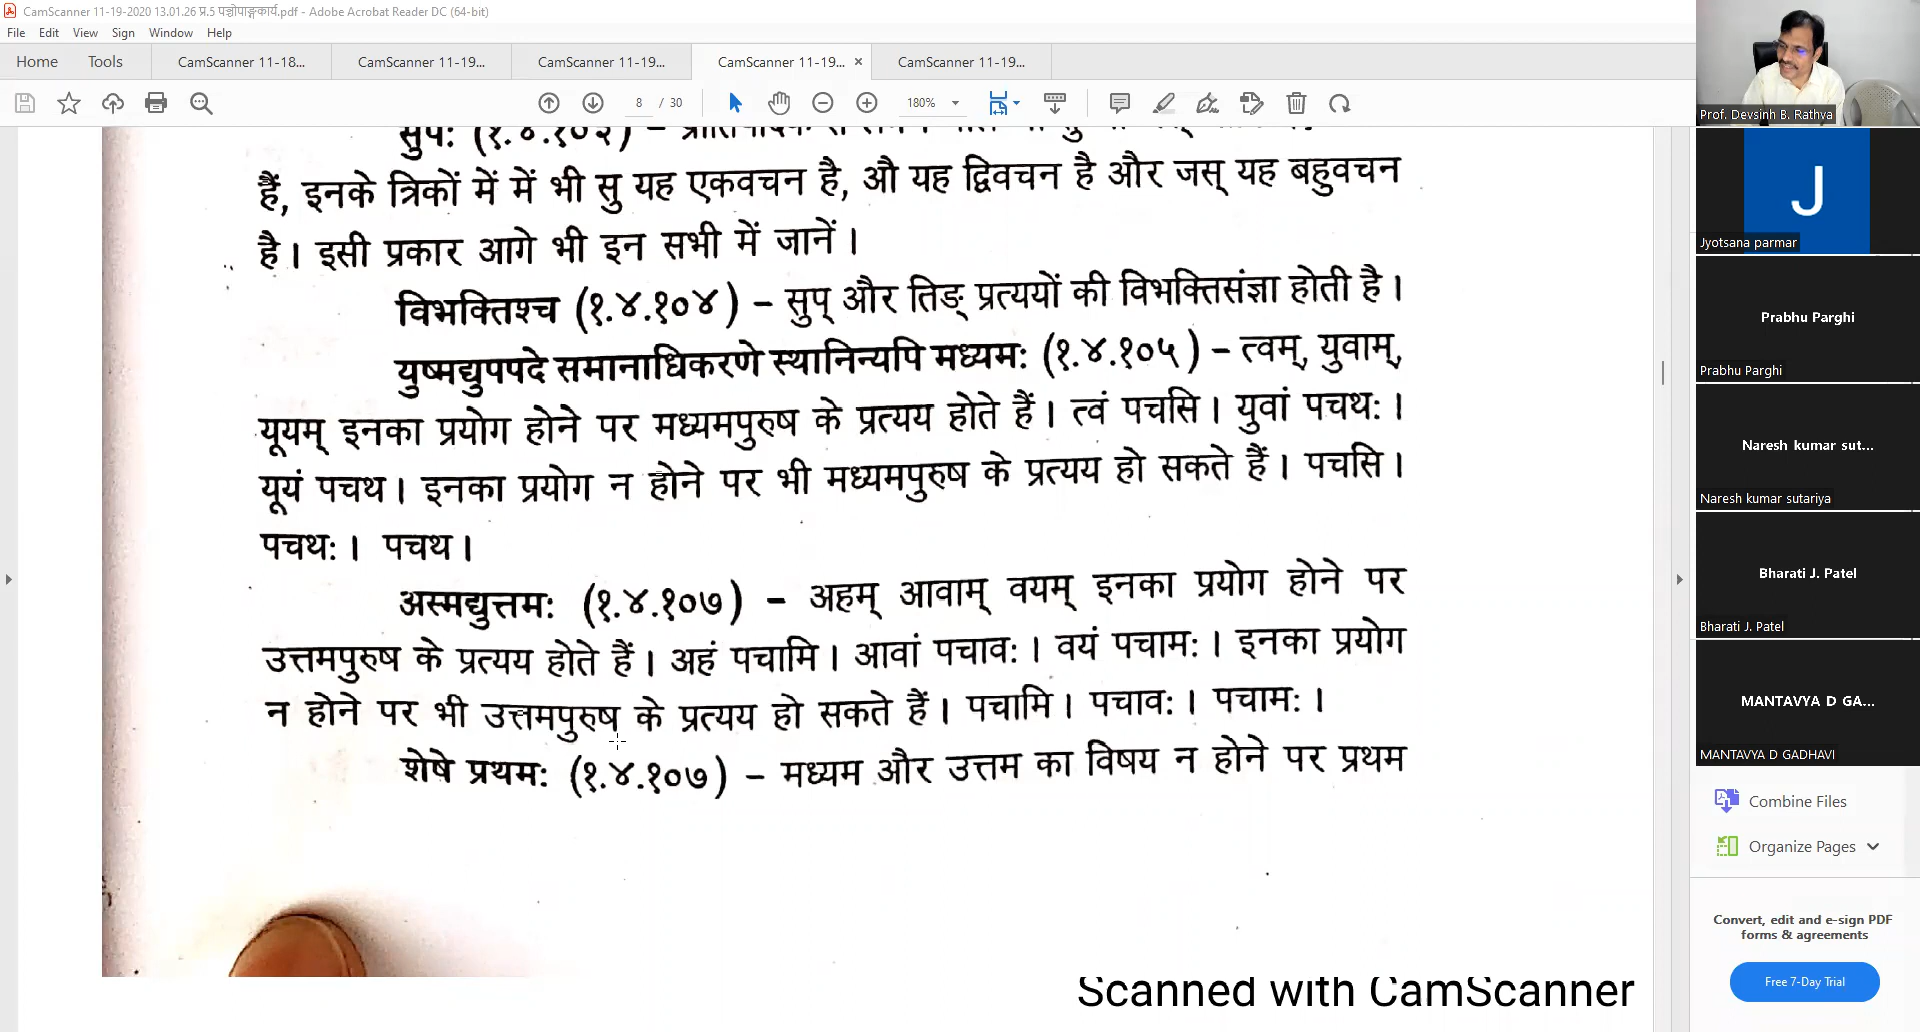 CamScanner 11-19-2020 13.01.26 प्र.5 पञ्चोपाङ्गकार्य.pdf - Adobe Acrobat Reader DC (64-bit)
File Edit View Sign Window Help
Home Tools CamScanner 11-18... CamScanner 11-19... CamScanner 11-19... CamScanner 11-19... × CamScanner 11-19...
8 / 30 180%
सुपः (१.४.१०३) –
हैं, इनके त्रिकों में में भी सु यह एकवचन है, औ यह द्विवचन है और जस् यह बहुवचन
है। इसी प्रकार आगे भी इन सभी में जानें।
विभक्तिश्च (१.४.१०४) – सुप् और तिङ् प्रत्ययों की विभक्तिसंज्ञा होती है।
युष्मद्युपपदे समानाधिकरणे स्थानिन्यपि मध्यमः (१.४.१०५) – त्वम्, युवाम्,
यूयम् इनका प्रयोग होने पर मध्यमपुरुष के प्रत्यय होते हैं। त्वं पचसि। युवां पचथः।
यूयं पचथ। इनका प्रयोग न होने पर भी मध्यमपुरुष के प्रत्यय हो सकते हैं। पचसि।
पचथः। पचथ।
अस्मद्युत्तमः (१.४.१०७) – अहम् आवाम् वयम् इनका प्रयोग होने पर
उत्तमपुरुष के प्रत्यय होते हैं। अहं पचामि। आवां पचावः। वयं पचामः। इनका प्रयोग
न होने पर भी उत्तमपुरुष के प्रत्यय हो सकते हैं। पचामि। पचावः। पचामः।
शेषे प्रथमः (१.४.१०७) – मध्यम और उत्तम का विषय न होने पर प्रथम
Scanned with CamScanner
Prof. Devsinh B. Rathva
J
Jyotsana parmar
Prabhu Parghi
Prabhu Parghi
Naresh kumar sut...
Naresh kumar sutariya
Bharati J. Patel
Bharati J. Patel
MANTAVYA D GA...
MANTAVYA D GADHAVI
Combine Files
Organize Pages
Convert, edit and e-sign PDF
forms & agreements
Free 7-Day Trial